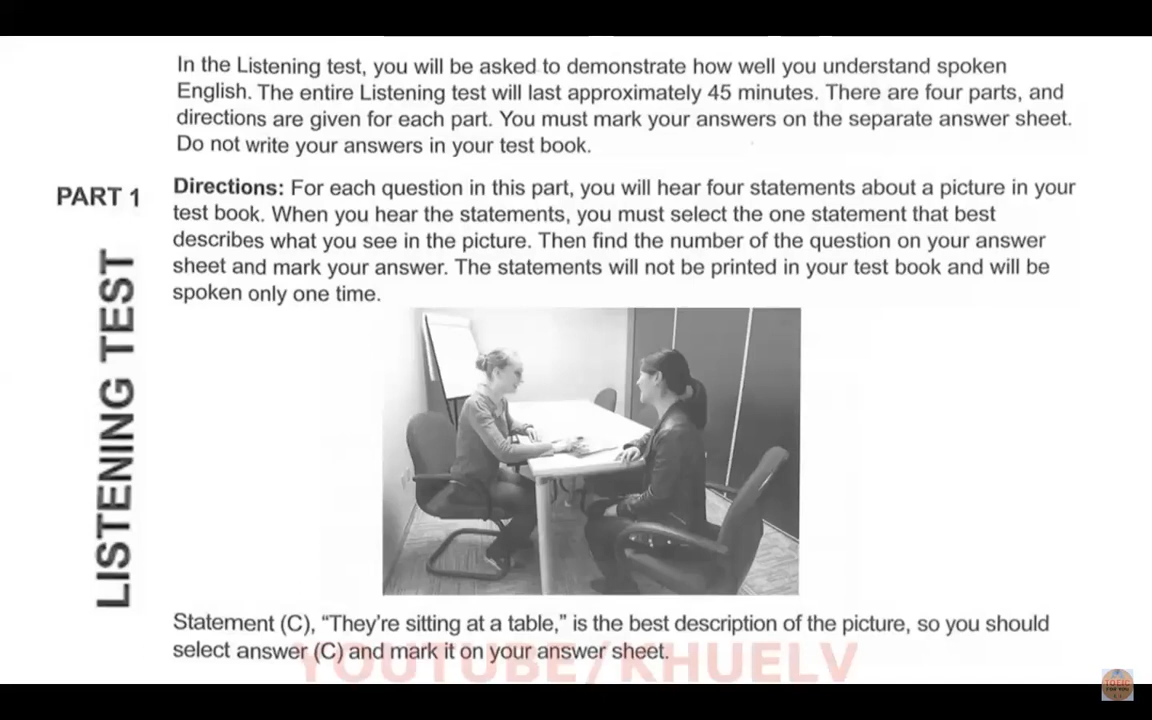 In the Listening test, you will be asked to demonstrate how well you understand spoken
English. The entire Listening test will last approximately 45 minutes. There are four parts, and
directions are given for each part. You must mark your answers on the separate answer sheet.
Do not write your answers in your test book.
PART 1
Directions: For each question in this part, you will hear four statements about a picture in your
test book. When you hear the statements, you must select the one statement that best
describes what you see in the picture. Then find the number of the question on your answer
sheet and mark your answer. The statements will not be printed in your test book and will be
spoken only one time.
LISTENING TEST
Statement (C), “They’re sitting at a table,” is the best description of the picture, so you should
select answer (C) and mark it on your answer sheet.
YOUTUBE/KHUELV
TOEIC
FOR YOU